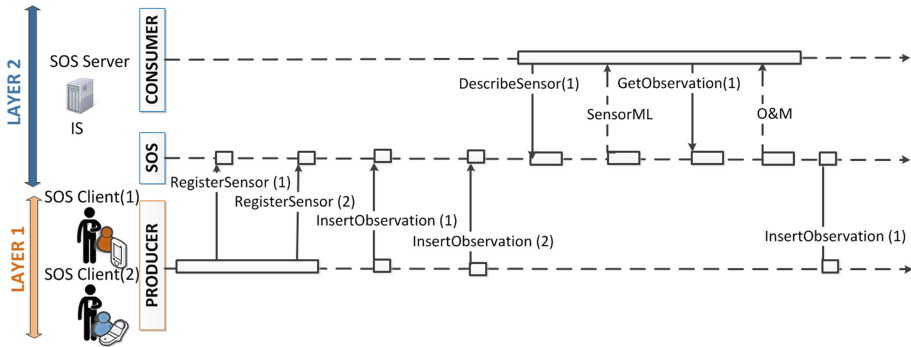 LAYER 2
SOS Server
IS
CONSUMER
DescribeSensor(1)
GetObservation(1)
SensorML
O&M
SOS
RegisterSensor (1)
RegisterSensor (2)
InsertObservation (1)
InsertObservation (2)
InsertObservation (1)
LAYER 1
SOS Client(1)
SOS Client(2)
PRODUCER